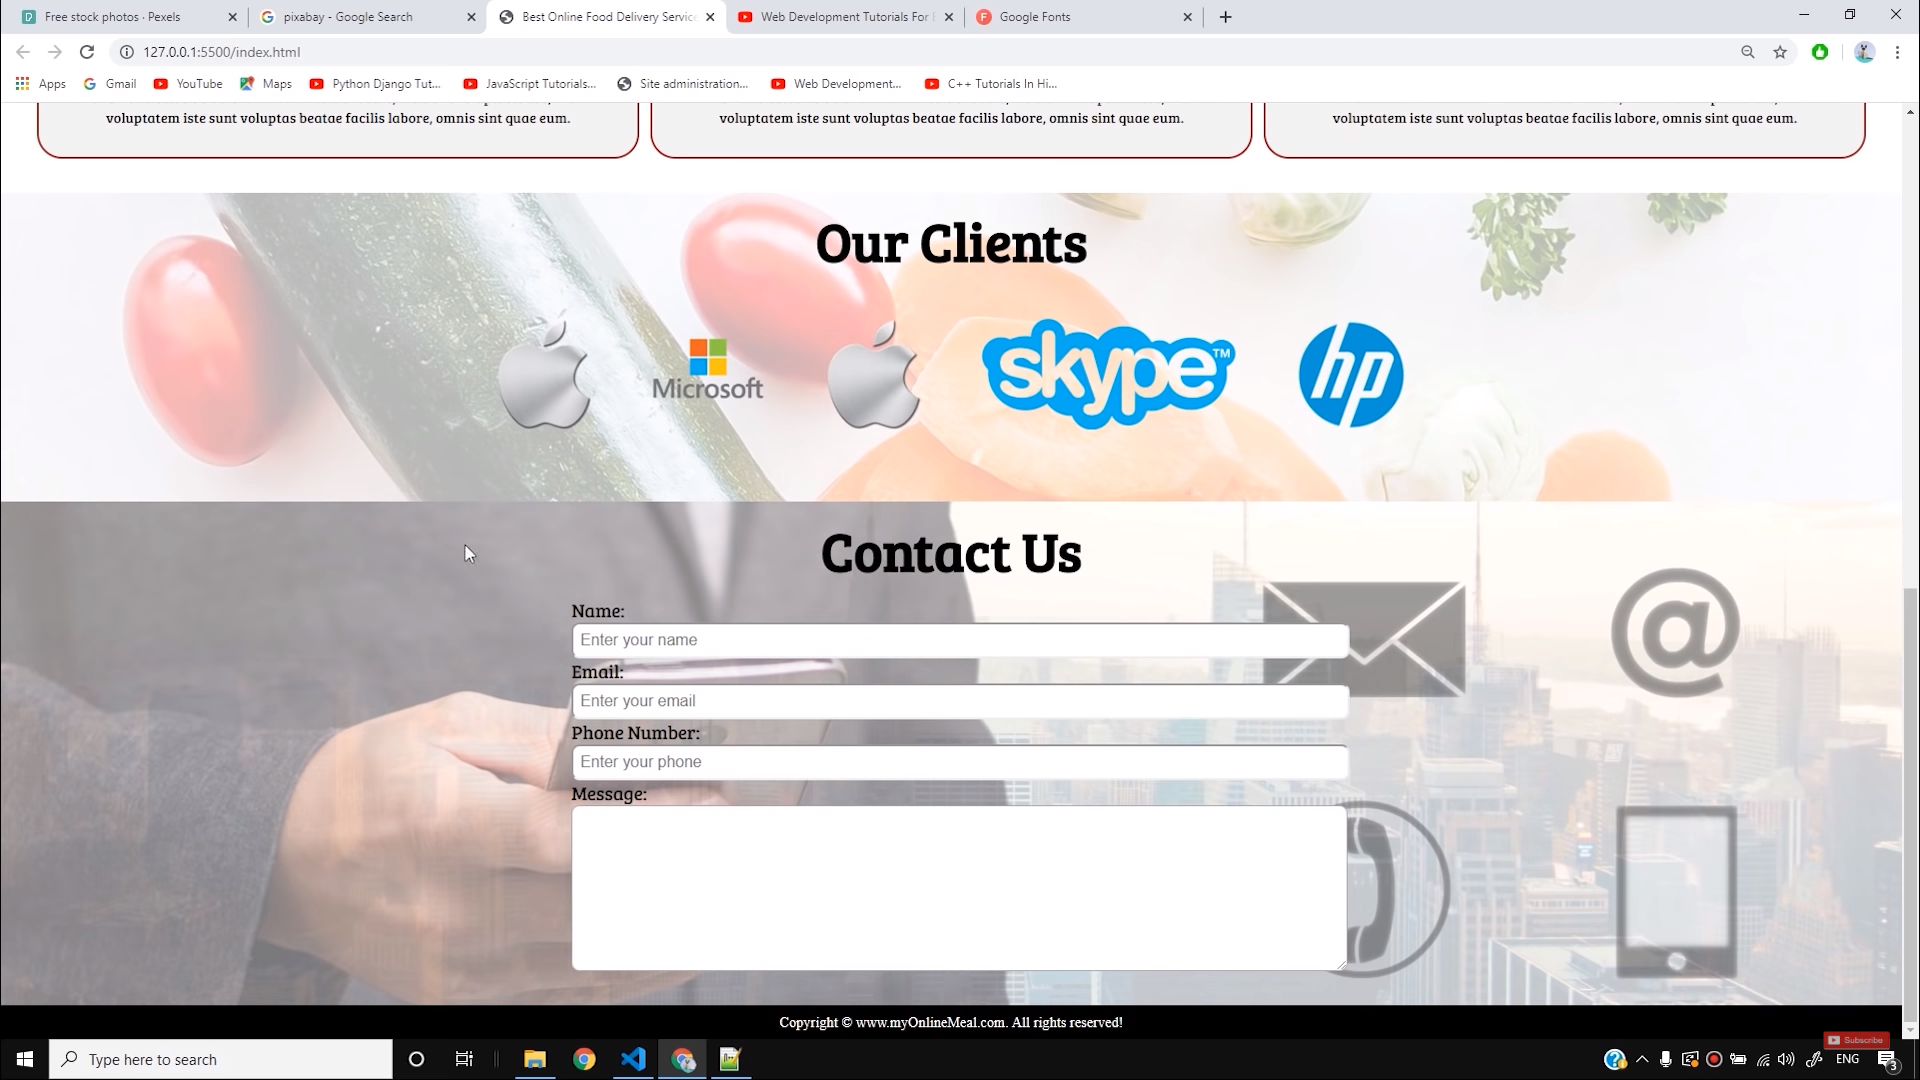 Free stock photos · Pexels
pixabay - Google Search
Best Online Food Delivery Service
Web Development Tutorials For
Google Fonts
127.0.0.1:5500/index.html
Apps
Gmail
YouTube
Maps
Python Django Tut...
JavaScript Tutorials...
Site administration...
Web Development...
C++ Tutorials In Hi...
voluptatem iste sunt voluptas beatae facilis labore, omnis sint quae eum.
voluptatem iste sunt voluptas beatae facilis labore, omnis sint quae eum.
voluptatem iste sunt voluptas beatae facilis labore, omnis sint quae eum.
Our Clients
Microsoft
skype™
hp
Contact Us
Name:
Enter your name
Email:
Enter your email
Phone Number:
Enter your phone
Message:
Copyright © www.myOnlineMeal.com. All rights reserved!
Subscribe
Type here to search
ENG
3